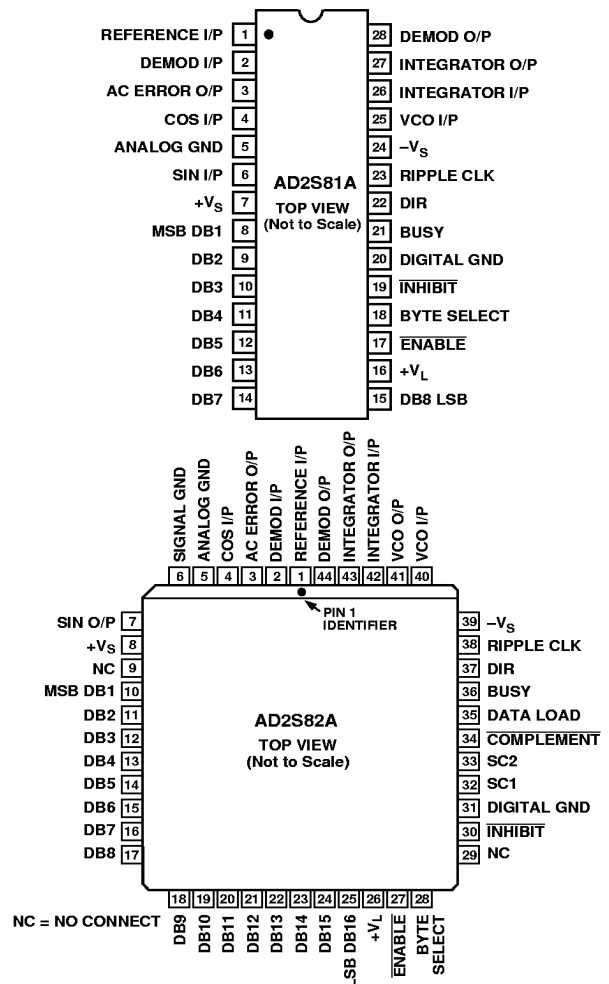 REFERENCE I/P 1 28 DEMOD O/P
DEMOD I/P 2 27 INTEGRATOR O/P
AC ERROR O/P 3 26 INTEGRATOR I/P
COS I/P 4 25 VCO I/P
ANALOG GND 5 24 –VS
SIN I/P 6 23 RIPPLE CLK
AD2S81A
+VS 7 22 DIR
TOP VIEW
(Not to Scale)
MSB DB1 8 21 BUSY
DB2 9 20 DIGITAL GND
DB3 10 19 INHIBIT
DB4 11 18 BYTE SELECT
DB5 12 17 ENABLE
DB6 13 16 +VL
DB7 14 15 DB8 LSB
SIGNAL GND
ANALOG GND
COS I/P
AC ERROR O/P
DEMOD I/P
REFERENCE I/P
DEMOD O/P
INTEGRATOR O/P
INTEGRATOR I/P
VCO O/P
VCO I/P
6 5 4 3 2 1 44 43 42 41 40
PIN 1
IDENTIFIER
SIN O/P 7 39 –VS
+VS 8 38 RIPPLE CLK
NC 9 37 DIR
MSB DB1 10 36 BUSY
DB2 11 35 DATA LOAD
AD2S82A
DB3 12 34 COMPLEMENT
TOP VIEW
(Not to Scale)
DB4 13 33 SC2
DB5 14 32 SC1
DB6 15 31 DIGITAL GND
DB7 16 30 INHIBIT
DB8 17 29 NC
18 19 20 21 22 23 24 25 26 27 28
NC = NO CONNECT
DB9
DB10
DB11
DB12
DB13
DB14
DB15
LSB DB16
+VL
ENABLE
BYTE
SELECT